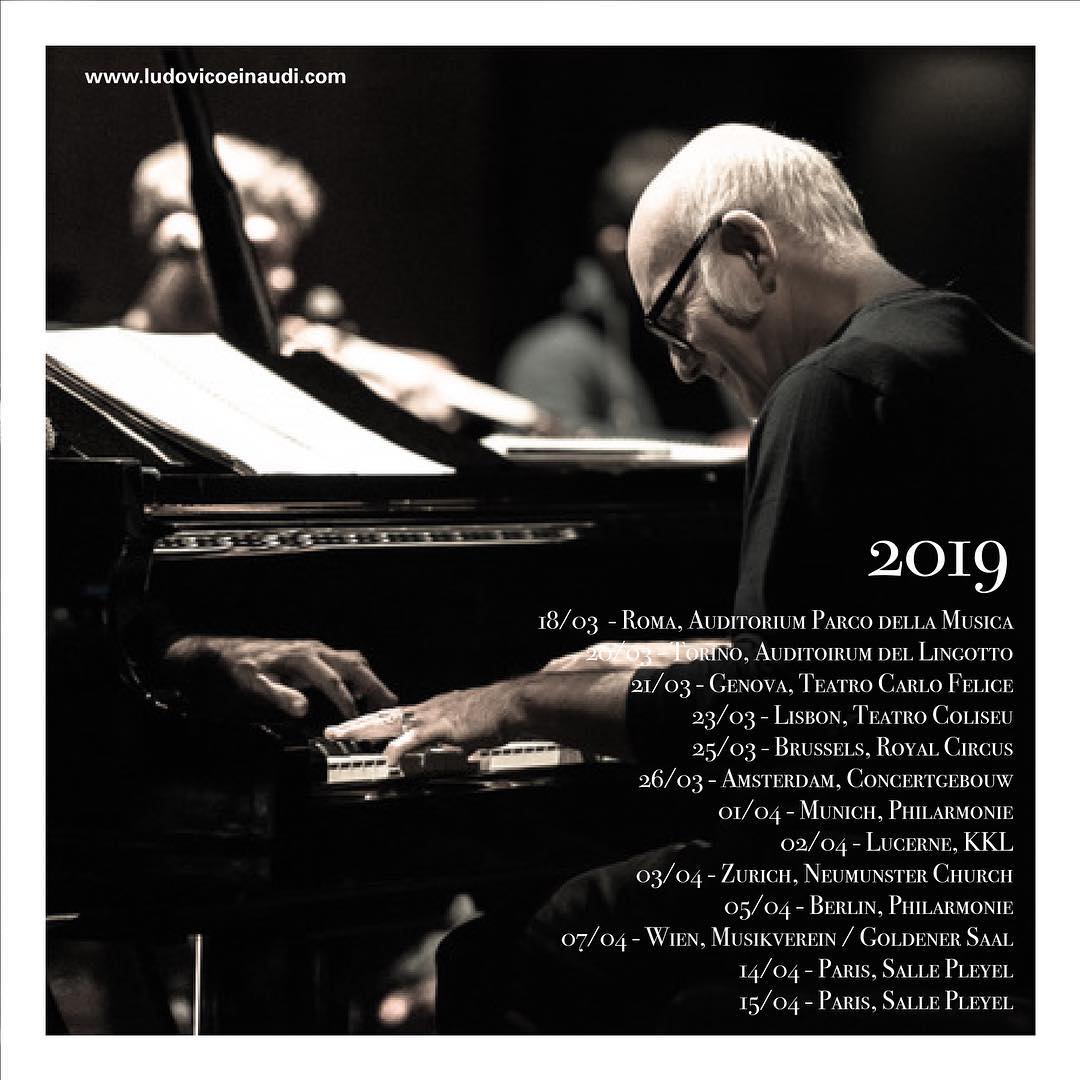 www.ludovicoeinaudi.com
2019
18/03 - Roma, Auditorium Parco della Musica
20/03 - Torino, Auditoirum del Lingotto
21/03 - Genova, Teatro Carlo Felice
23/03 - Lisbon, Teatro Coliseu
25/03 - Brussels, Royal Circus
26/03 - Amsterdam, Concertgebouw
01/04 - Munich, Philarmonie
02/04 - Lucerne, KKL
03/04 - Zurich, Neumunster Church
05/04 - Berlin, Philarmonie
07/04 - Wien, Musikverein / Goldener Saal
14/04 - Paris, Salle Pleyel
15/04 - Paris, Salle Pleyel